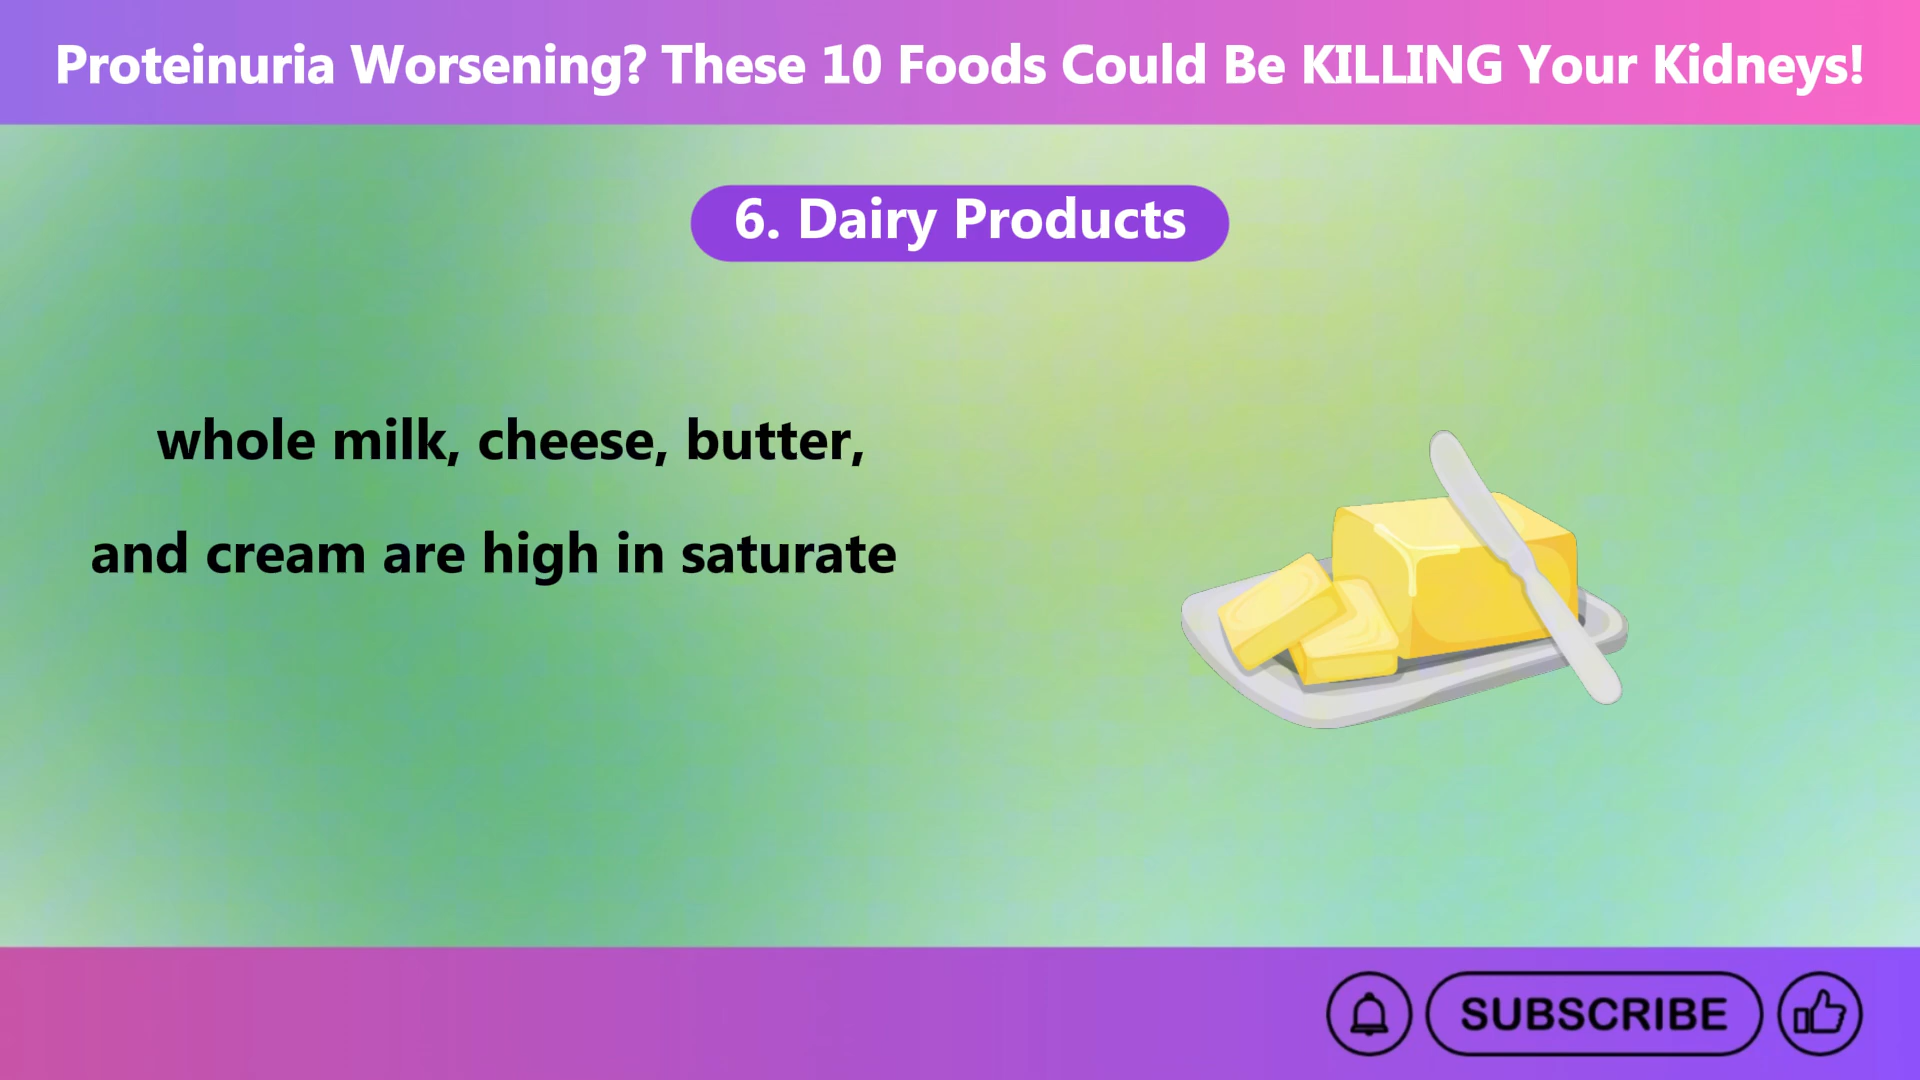 Proteinuria Worsening? These 10 Foods Could Be KILLING Your Kidneys!
6. Dairy Products
whole milk, cheese, butter,
and cream are high in saturate
SUBSCRIBE